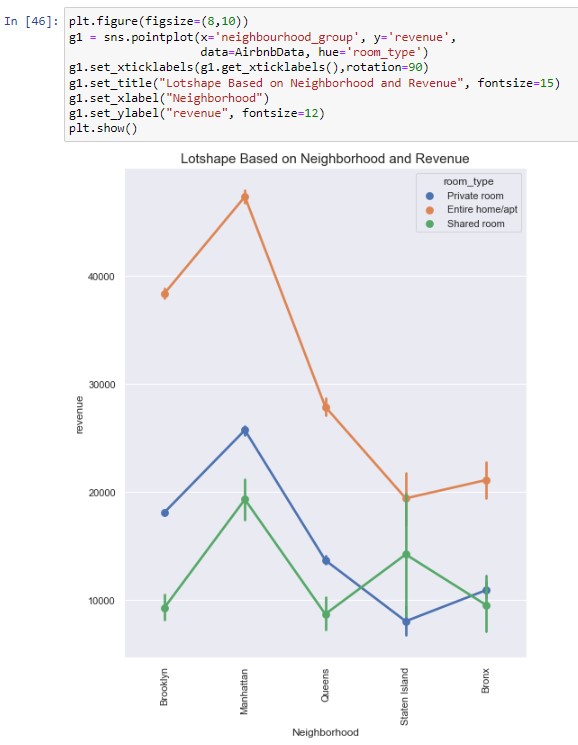 In [46]: plt.figure(figsize=(8,10))
g1 = sns.pointplot(x='neighbourhood_group', y='revenue',
data=AirbnbData, hue='room_type')
g1.set_xticklabels(g1.get_xticklabels(),rotation=90)
g1.set_title("Lotshape Based on Neighborhood and Revenue", fontsize=15)
g1.set_xlabel("Neighborhood")
g1.set_ylabel("revenue", fontsize=12)
plt.show()
Lotshape Based on Neighborhood and Revenue
room_type
Private room
Entire home/apt
Shared room
40000
30000
20000
10000
revenue
Brooklyn
Manhattan
Queens
Staten Island
Bronx
Neighborhood